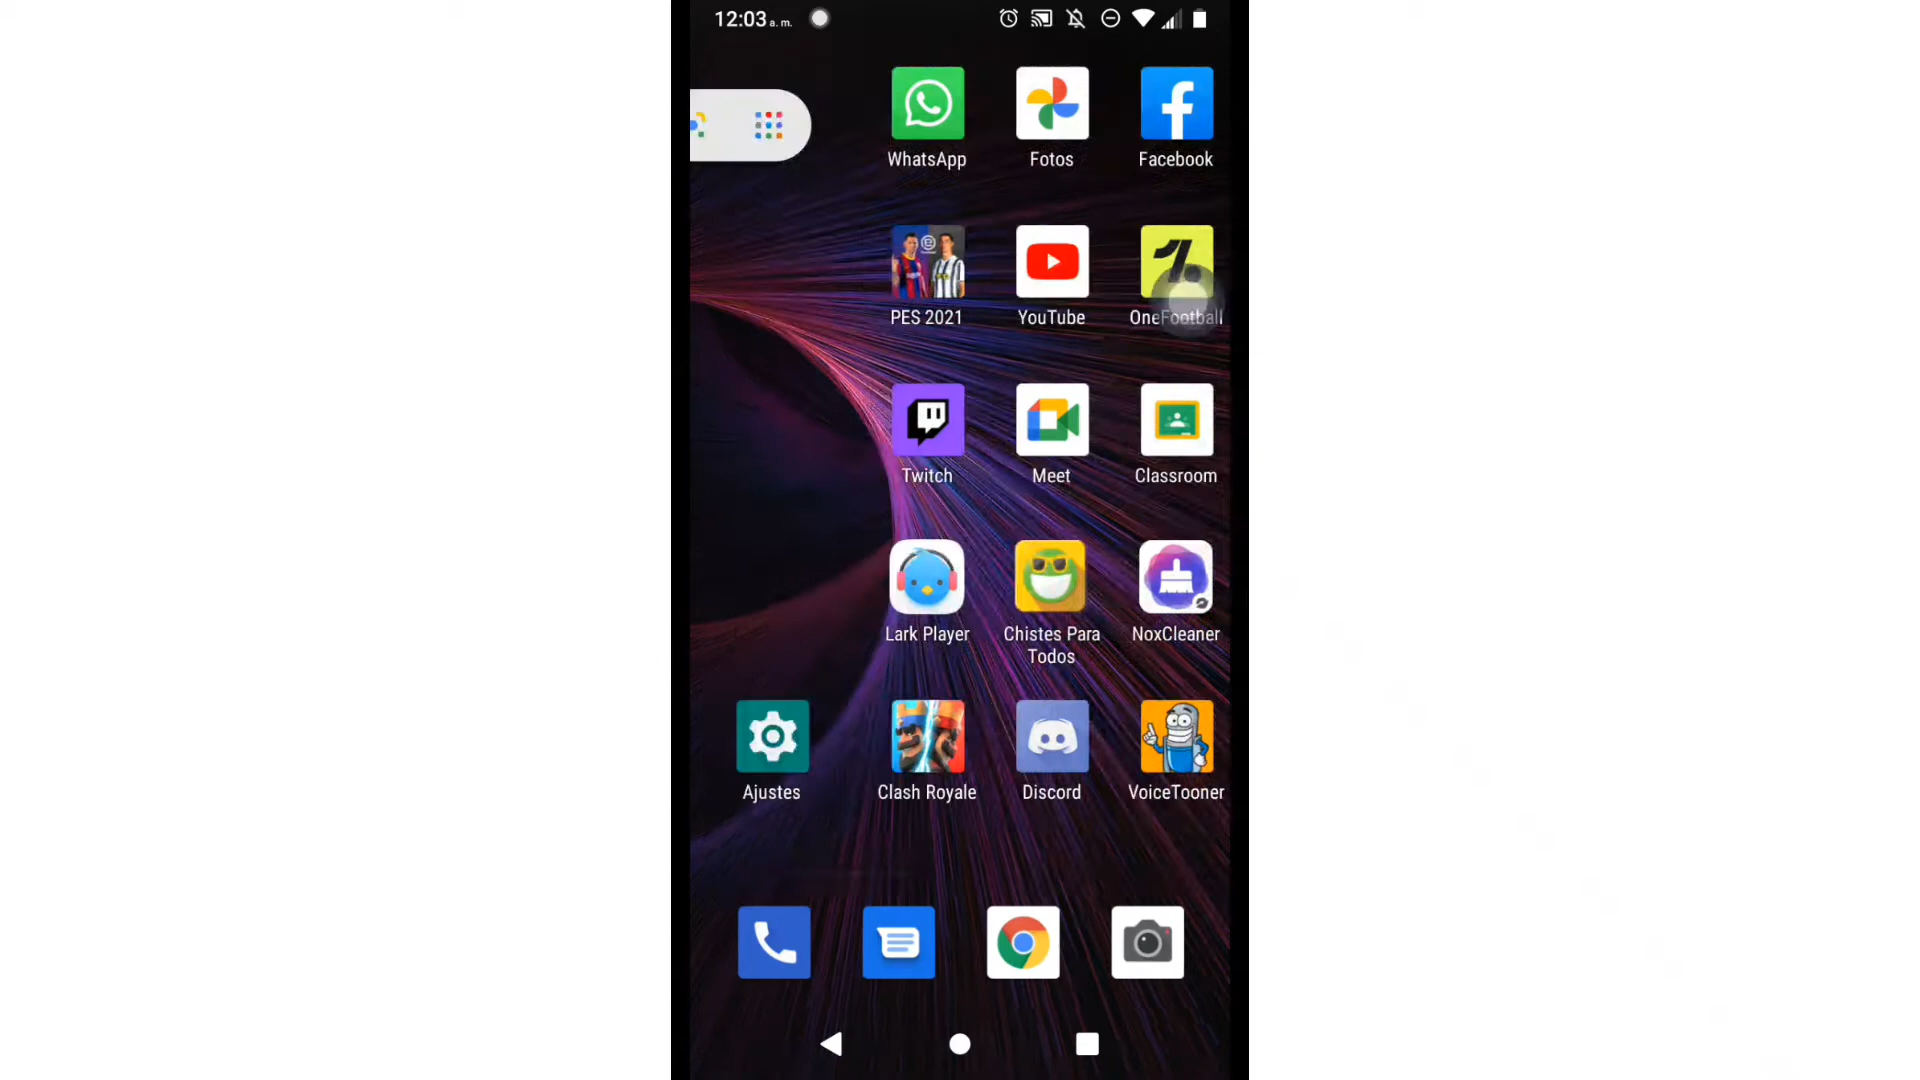 12:03 a. m.
WhatsApp
Fotos
Facebook
PES 2021
YouTube
OneFootball
Twitch
Meet
Classroom
Lark Player
Chistes Para
Todos
NoxCleaner
Ajustes
Clash Royale
Discord
VoiceTooner